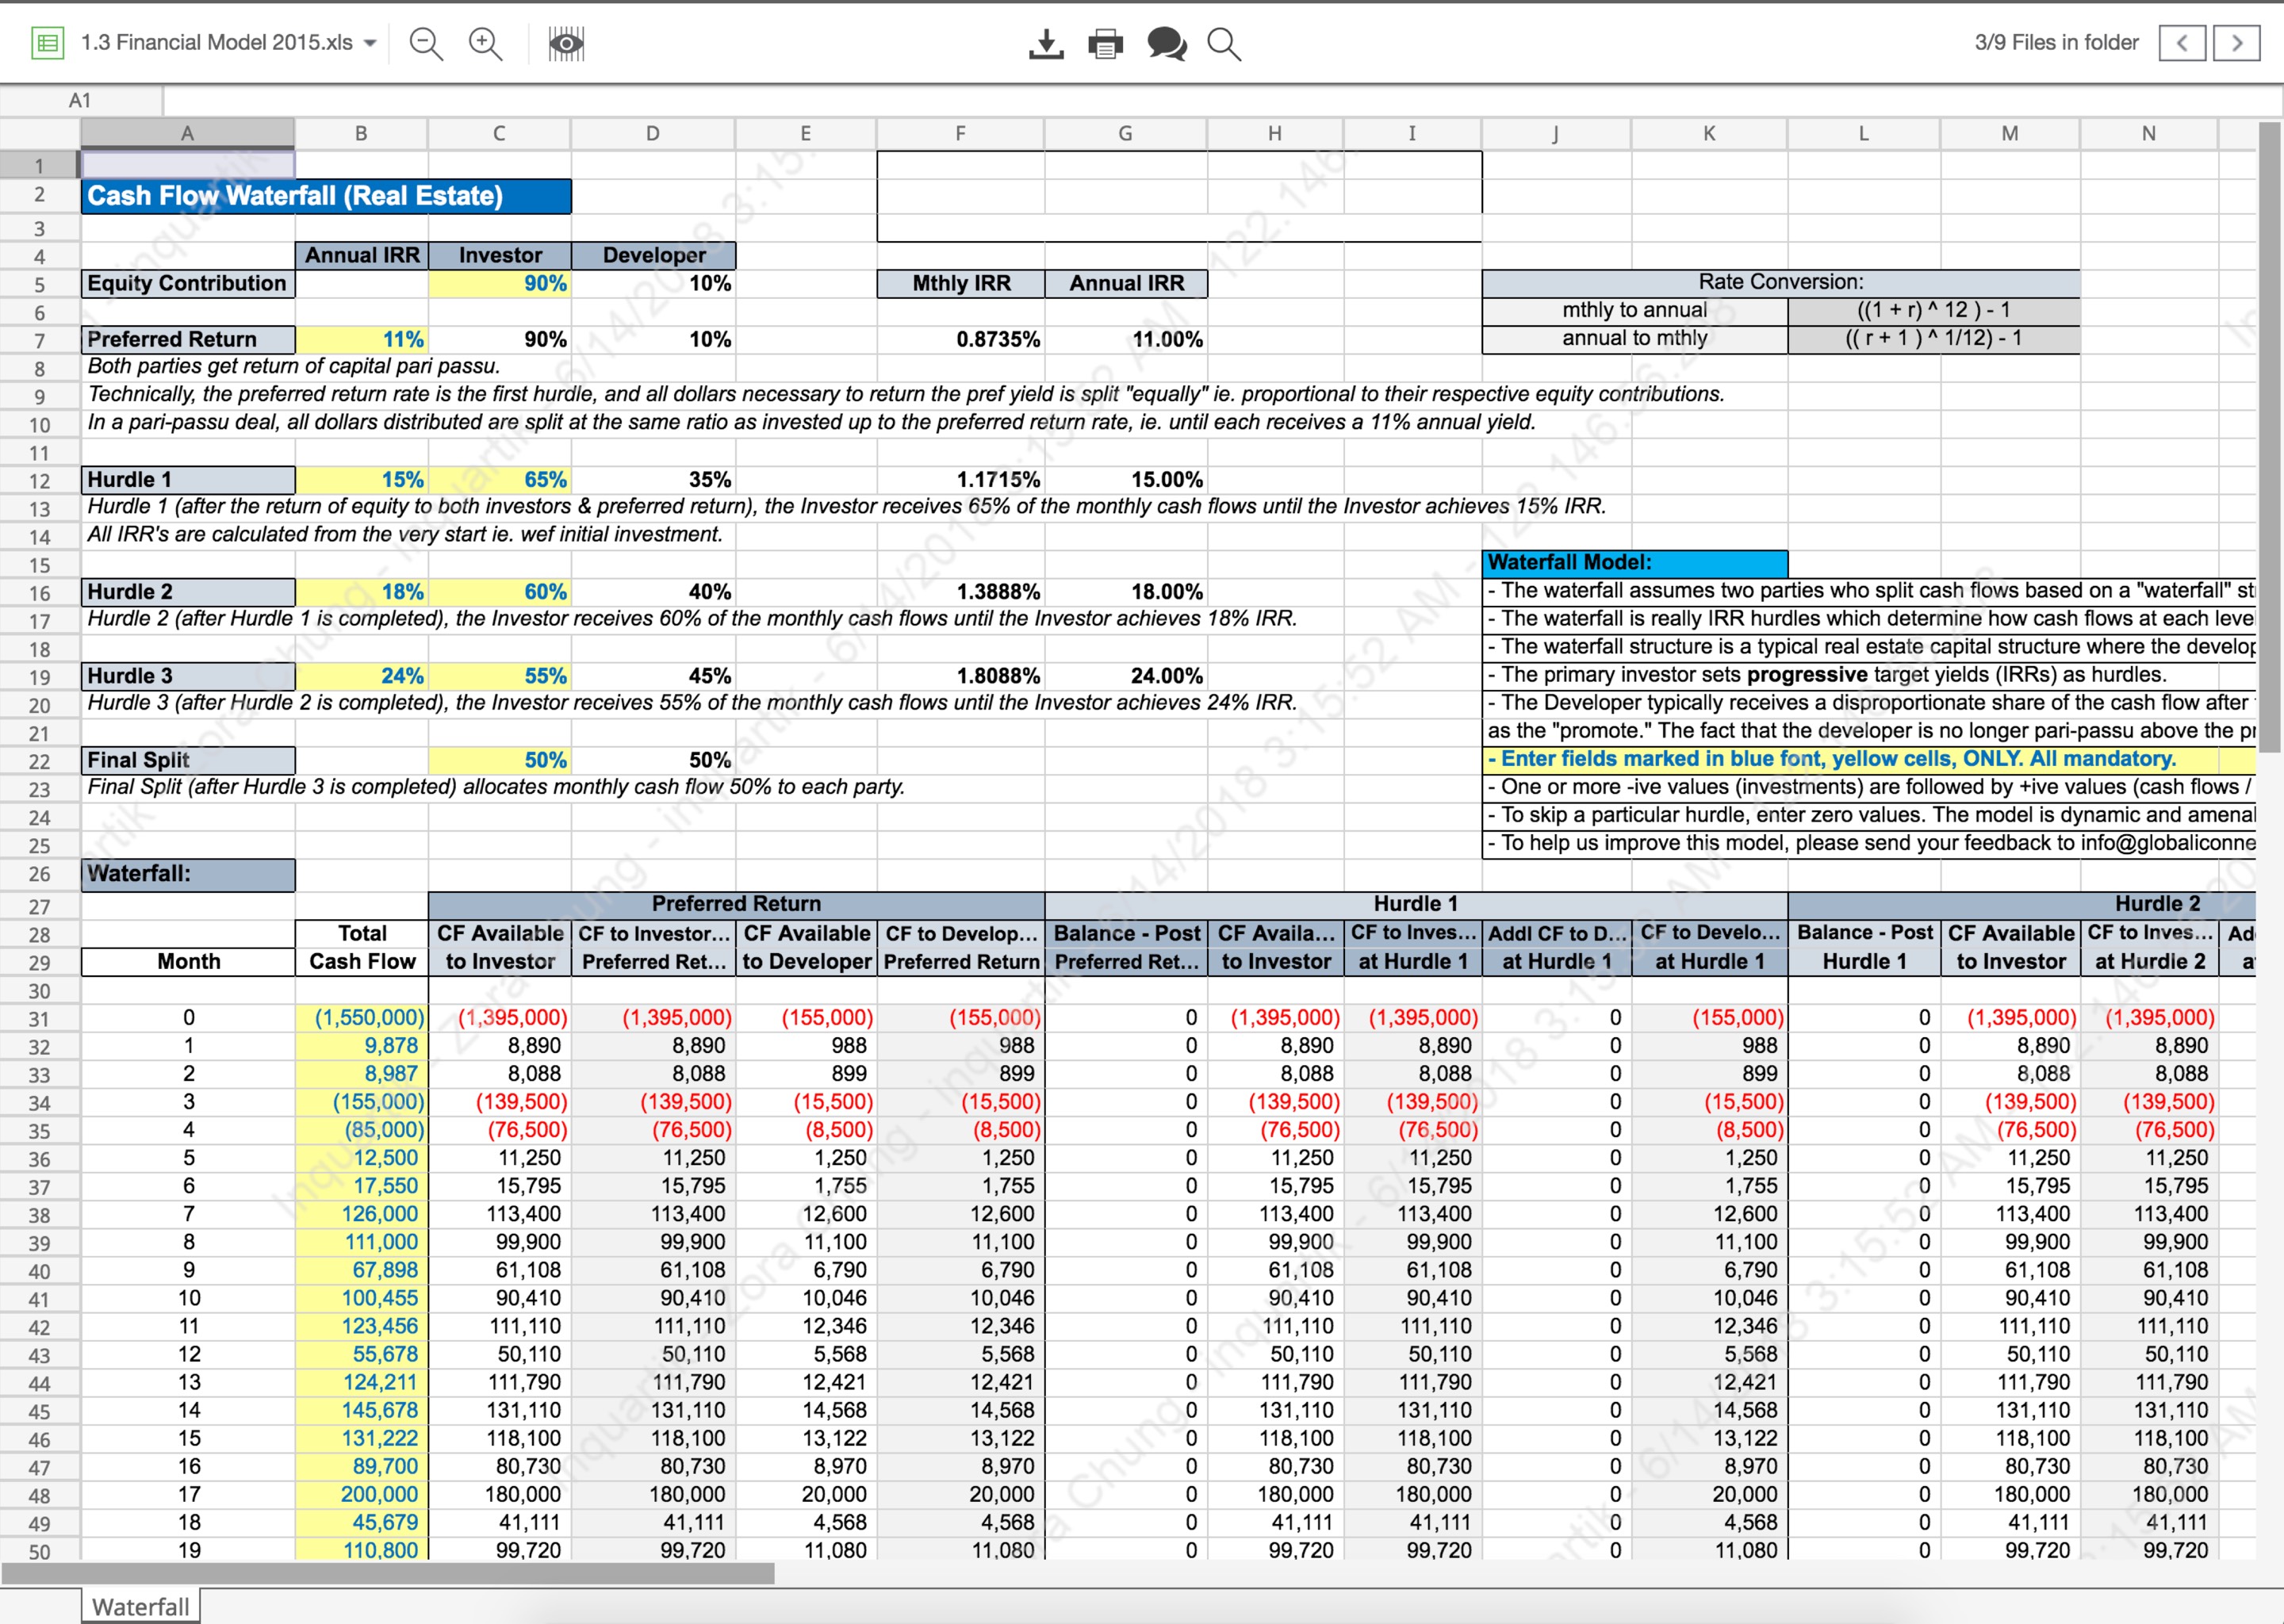 1.3 Financial Model 2015.xls
3/9 Files in folder
A1
A B C D E F G H I J K L M N
1
2 Cash Flow Waterfall (Real Estate)
3
4 Annual IRR Investor Developer
5 Equity Contribution 90% 10% Mthly IRR Annual IRR Rate Conversion:
6 mthly to annual ((1 + r) ^ 12 ) - 1
7 Preferred Return 11% 90% 10% 0.8735% 11.00% annual to mthly (( r + 1 ) ^ 1/12) - 1
8 Both parties get return of capital pari passu.
9 Technically, the preferred return rate is the first hurdle, and all dollars necessary to return the pref yield is split "equally" ie. proportional to their respective equity contributions.
10 In a pari-passu deal, all dollars distributed are split at the same ratio as invested up to the preferred return rate, ie. until each receives a 11% annual yield.
11
12 Hurdle 1 15% 65% 35% 1.1715% 15.00%
13 Hurdle 1 (after the return of equity to both investors & preferred return), the Investor receives 65% of the monthly cash flows until the Investor achieves 15% IRR.
14 All IRR's are calculated from the very start ie. wef initial investment.
15 Waterfall Model:
16 Hurdle 2 18% 60% 40% 1.3888% 18.00% - The waterfall assumes two parties who split cash flows based on a "waterfall"
17 Hurdle 2 (after Hurdle 1 is completed), the Investor receives 60% of the monthly cash flows until the Investor achieves 18% IRR. - The waterfall is really IRR hurdles which determine how cash flows at each
18 - The waterfall structure is a typical real estate capital structure where the
19 Hurdle 3 24% 55% 45% 1.8088% 24.00% - The primary investor sets progressive target yields (IRRs) as hurdles.
20 Hurdle 3 (after Hurdle 2 is completed), the Investor receives 55% of the monthly cash flows until the Investor achieves 24% IRR. - The Developer typically receives a disproportionate share of the cash flow after
21 as the "promote." The fact that the developer is no longer pari-passu above the
22 Final Split 50% 50% - Enter fields marked in blue font, yellow cells, ONLY. All mandatory.
23 Final Split (after Hurdle 3 is completed) allocates monthly cash flow 50% to each party. - One or more -ive values (investments) are followed by +ive values (cash flows /
24 - To skip a particular hurdle, enter zero values. The model is dynamic and
25 - To help us improve this model, please send your feedback to info@globaliconne
26 Waterfall:
27 Preferred Return Hurdle 1 Hurdle 2
28 Total CF Available CF to Investor... CF Available CF to Develop... Balance - Post CF Availa... CF to Inves... Addl CF to D... CF to Develo... Balance - Post CF Available CF to Inves... Ad
29 Month Cash Flow to Investor Preferred Ret... to Developer Preferred Return Preferred Ret... to Investor at Hurdle 1 at Hurdle 1 at Hurdle 1 Hurdle 1 to Investor at Hurdle 2
30
31 0 (1,550,000) (1,395,000) (1,395,000) (155,000) (155,000) 0 (1,395,000) (1,395,000) 0 (155,000) 0 (1,395,000) (1,395,000)
32 1 9,878 8,890 8,890 988 988 0 8,890 8,890 0 988 0 8,890 8,890
33 2 8,987 8,088 8,088 899 899 0 8,088 8,088 0 899 0 8,088 8,088
34 3 (155,000) (139,500) (139,500) (15,500) (15,500) 0 (139,500) (139,500) 0 (15,500) 0 (139,500) (139,500)
35 4 (85,000) (76,500) (76,500) (8,500) (8,500) 0 (76,500) (76,500) 0 (8,500) 0 (76,500) (76,500)
36 5 12,500 11,250 11,250 1,250 1,250 0 11,250 11,250 0 1,250 0 11,250 11,250
37 6 17,550 15,795 15,795 1,755 1,755 0 15,795 15,795 0 1,755 0 15,795 15,795
38 7 126,000 113,400 113,400 12,600 12,600 0 113,400 113,400 0 12,600 0 113,400 113,400
39 8 111,000 99,900 99,900 11,100 11,100 0 99,900 99,900 0 11,100 0 99,900 99,900
40 9 67,898 61,108 61,108 6,790 6,790 0 61,108 61,108 0 6,790 0 61,108 61,108
41 10 100,455 90,410 90,410 10,046 10,046 0 90,410 90,410 0 10,046 0 90,410 90,410
42 11 123,456 111,110 111,110 12,346 12,346 0 111,110 111,110 0 12,346 0 111,110 111,110
43 12 55,678 50,110 50,110 5,568 5,568 0 50,110 50,110 0 5,568 0 50,110 50,110
44 13 124,211 111,790 111,790 12,421 12,421 0 111,790 111,790 0 12,421 0 111,790 111,790
45 14 145,678 131,110 131,110 14,568 14,568 0 131,110 131,110 0 14,568 0 131,110 131,110
46 15 131,222 118,100 118,100 13,122 13,122 0 118,100 118,100 0 13,122 0 118,100 118,100
47 16 89,700 80,730 80,730 8,970 8,970 0 80,730 80,730 0 8,970 0 80,730 80,730
48 17 200,000 180,000 180,000 20,000 20,000 0 180,000 180,000 0 20,000 0 180,000 180,000
49 18 45,679 41,111 41,111 4,568 4,568 0 41,111 41,111 0 4,568 0 41,111 41,111
50 19 110,800 99,720 99,720 11,080 11,080 0 99,720 99,720 0 11,080 0 99,720 99,720
Waterfall